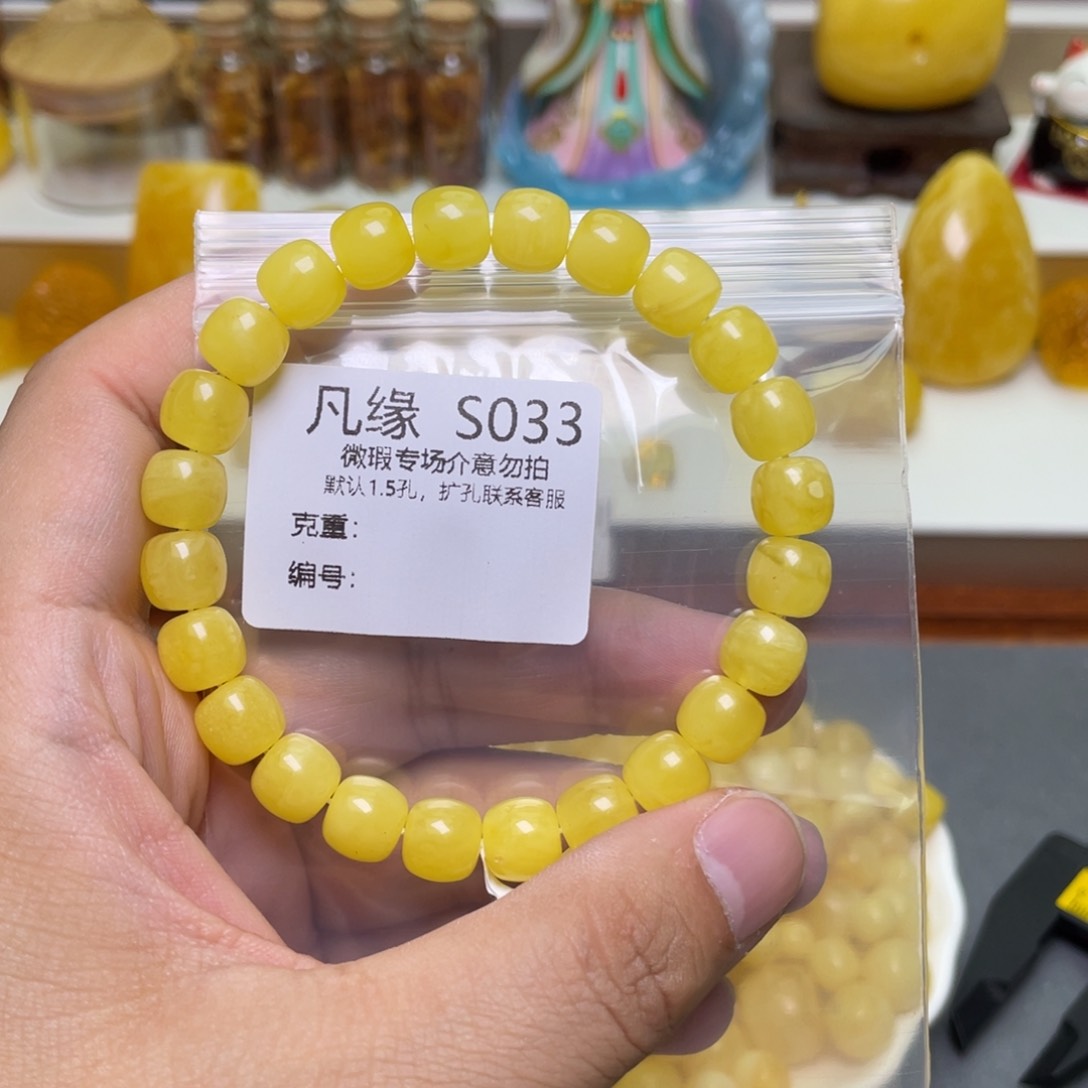 凡缘 S033
微瑕专场介意勿拍
默认1.5孔，扩孔联系客服
克重：
编号：